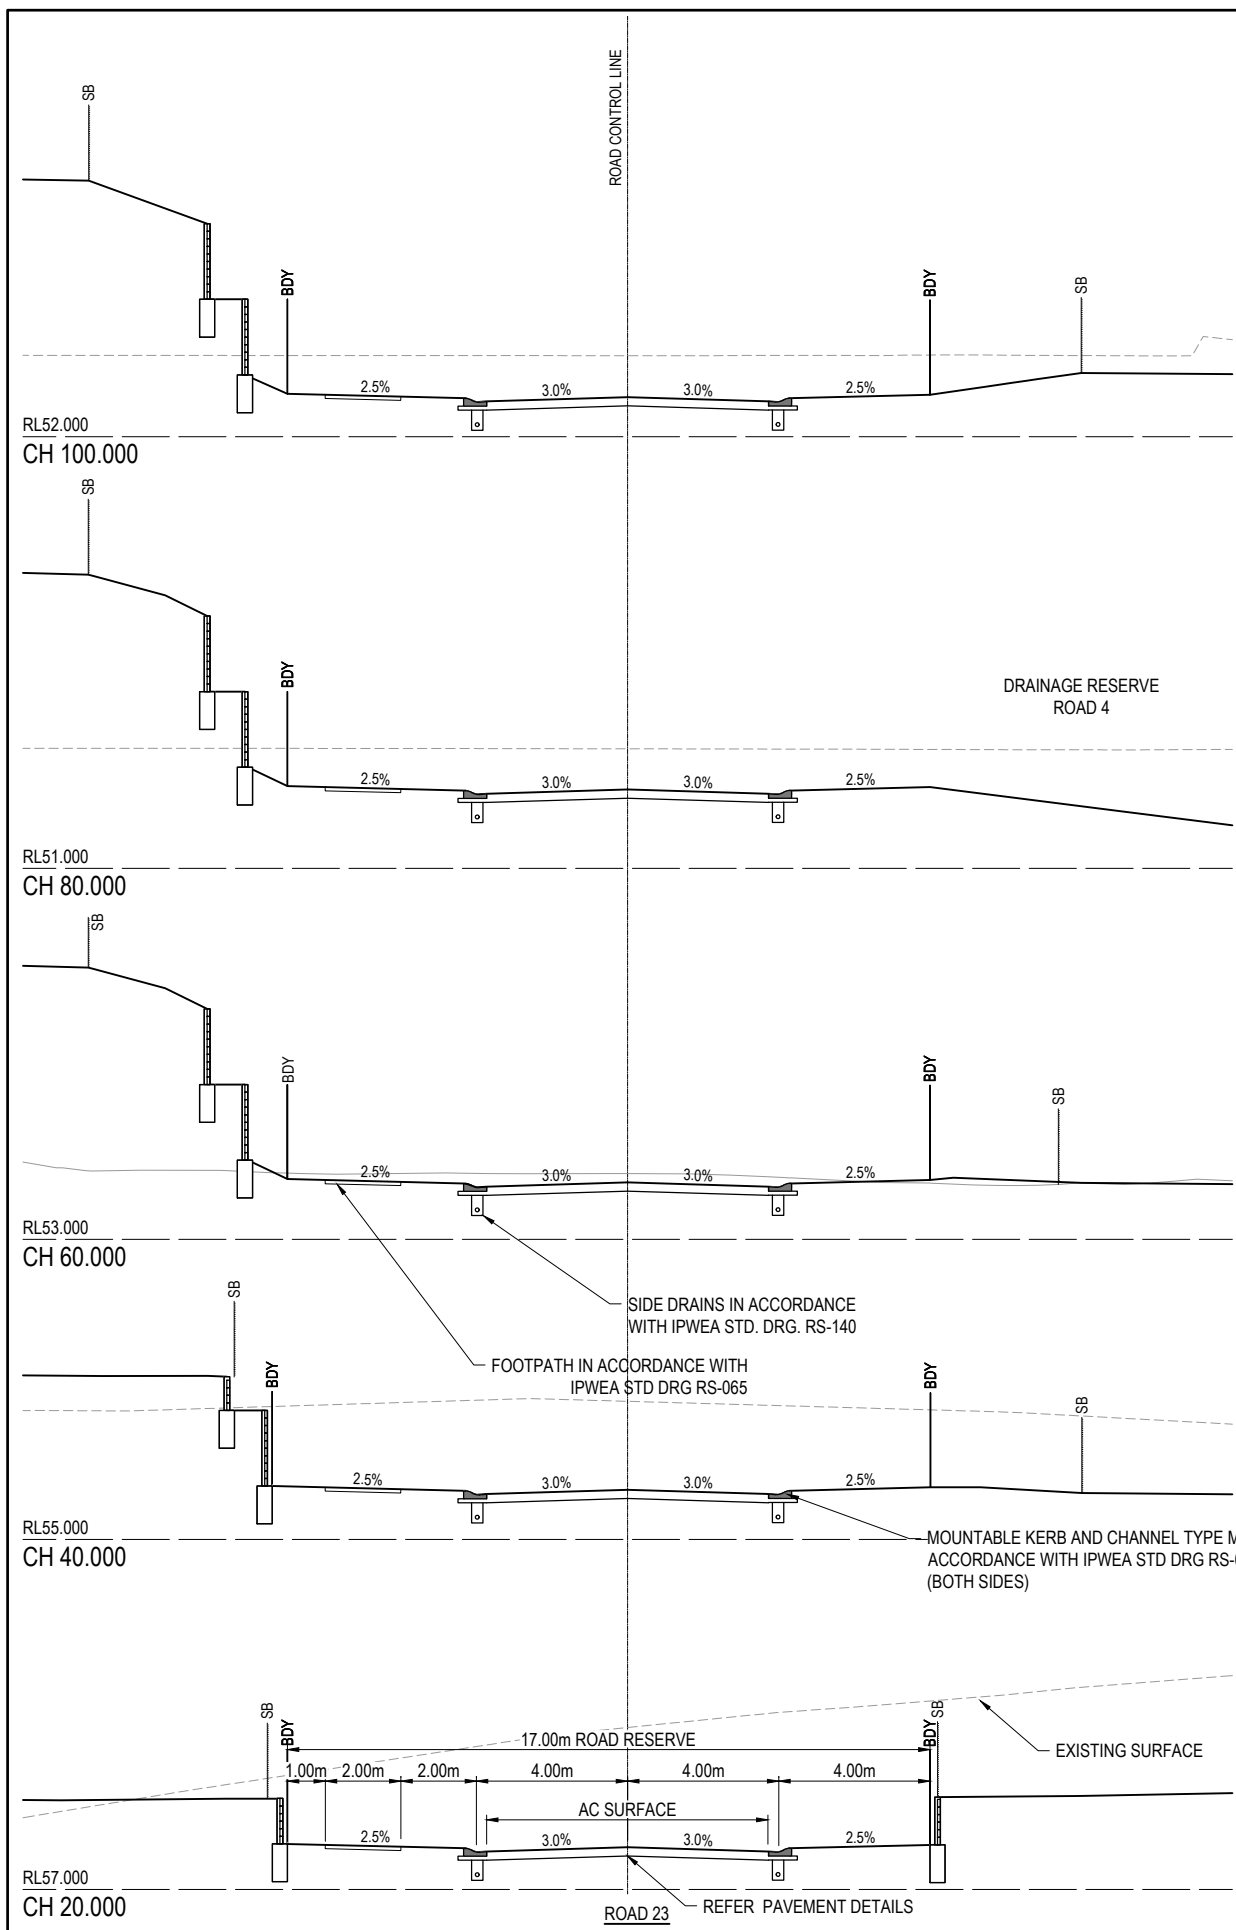 ROAD CONTROL LINE
SB
BDY
BDY
SB
2.5%
3.0%
3.0%
2.5%
RL52.000
CH 100.000
SB
BDY
BDY
DRAINAGE RESERVE
ROAD 4
2.5%
3.0%
3.0%
2.5%
RL51.000
CH 80.000
SB
BDY
BDY
SB
2.5%
3.0%
3.0%
2.5%
RL53.000
CH 60.000
SIDE DRAINS IN ACCORDANCE
WITH IPWEA STD. DRG. RS-140
FOOTPATH IN ACCORDANCE WITH
IPWEA STD DRG RS-065
SB
BDY
BDY
SB
2.5%
3.0%
3.0%
2.5%
RL55.000
CH 40.000
MOUNTABLE KERB AND CHANNEL TYPE
ACCORDANCE WITH IPWEA STD DRG
(BOTH SIDES)
SB
BDY
BDY
SB
17.00m ROAD RESERVE
EXISTING SURFACE
1.00m
2.00m
2.00m
4.00m
4.00m
4.00m
AC SURFACE
2.5%
3.0%
3.0%
2.5%
RL57.000
CH 20.000
ROAD 23
REFER PAVEMENT DETAILS